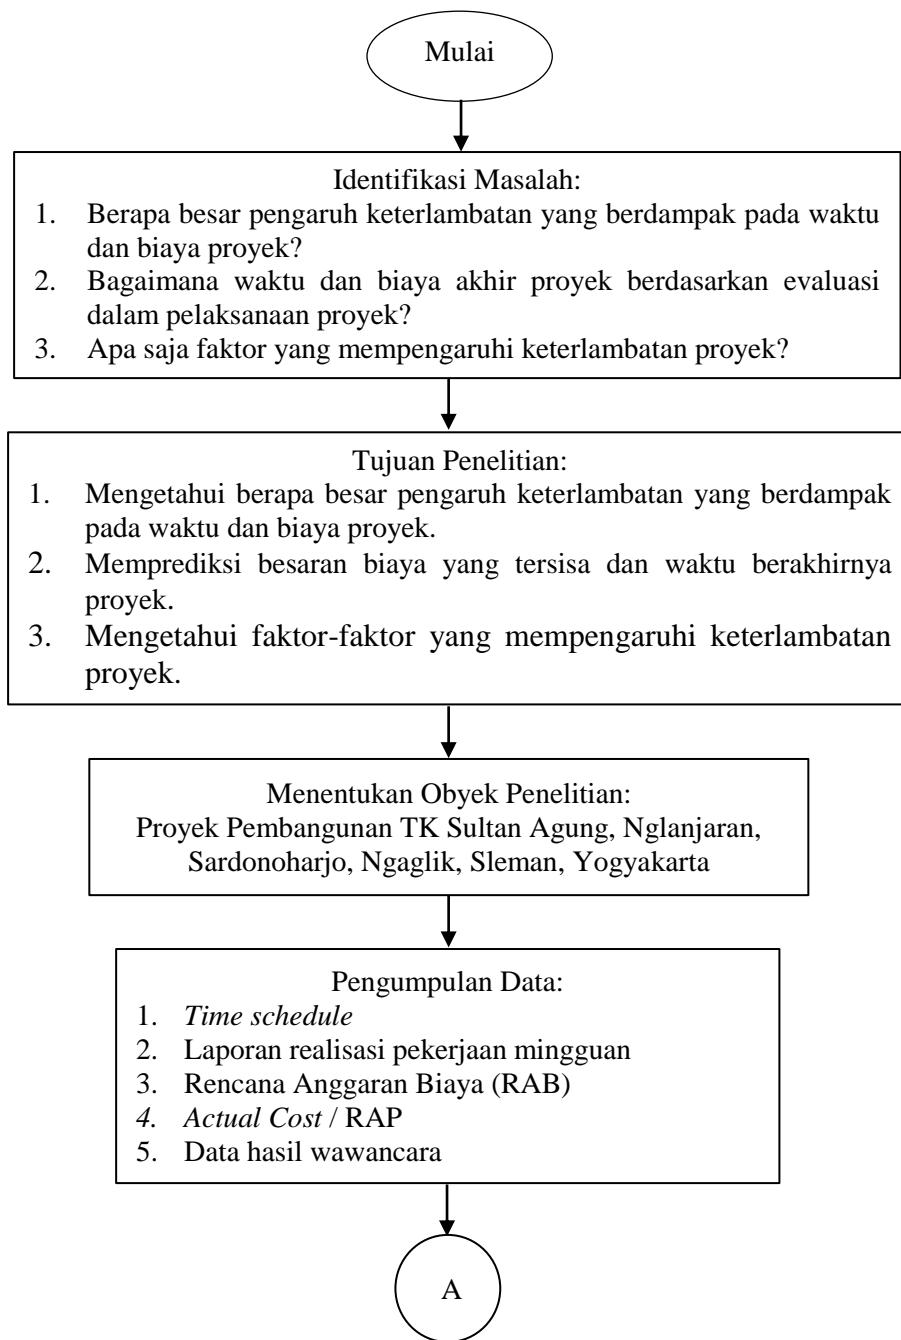 Mulai
Identifikasi Masalah:
1. Berapa besar pengaruh keterlambatan yang berdampak pada waktu
dan biaya proyek?
2. Bagaimana waktu dan biaya akhir proyek berdasarkan evaluasi
dalam pelaksanaan proyek?
3. Apa saja faktor yang mempengaruhi keterlambatan proyek?
Tujuan Penelitian:
1. Mengetahui berapa besar pengaruh keterlambatan yang berdampak
pada waktu dan biaya proyek.
2. Memprediksi besaran biaya yang tersisa dan waktu berakhirnya
proyek.
3. Mengetahui faktor-faktor yang mempengaruhi keterlambatan
proyek.
Menentukan Obyek Penelitian:
Proyek Pembangunan TK Sultan Agung, Nglanjaran,
Sardonoharjo, Ngaglik, Sleman, Yogyakarta
Pengumpulan Data:
1. Time schedule
2. Laporan realisasi pekerjaan mingguan
3. Rencana Anggaran Biaya (RAB)
4. Actual Cost / RAP
5. Data hasil wawancara
A